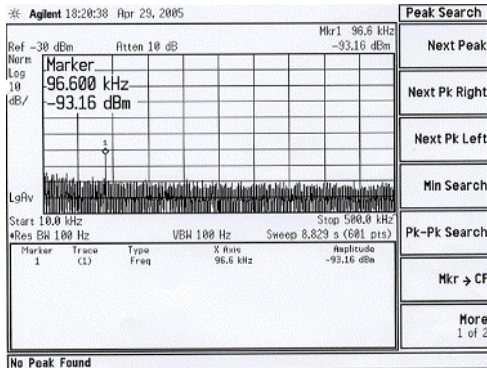 Agilent 18:20:38 Apr 29, 2005
Peak Search
Mkr1 96.6 kHz
Ref -30 dBm Atten 10 dB -93.16 dBm
Norm
Log
10
dB/
Marker
96.600 kHz
-93.16 dBm
1
LgAv
Start 10.0 kHz Stop 500.0 kHz
#Res BW 100 Hz VBW 100 Hz Sweep 8.829 s (601 pts)
Marker Trace Type X Axis Amplitude
1 (1) Freq 96.6 kHz -93.16 dBm
No Peak Found
Next Peak
Next Pk Right
Next Pk Left
Min Search
Pk-Pk Search
Mkr → CF
More
1 of 2